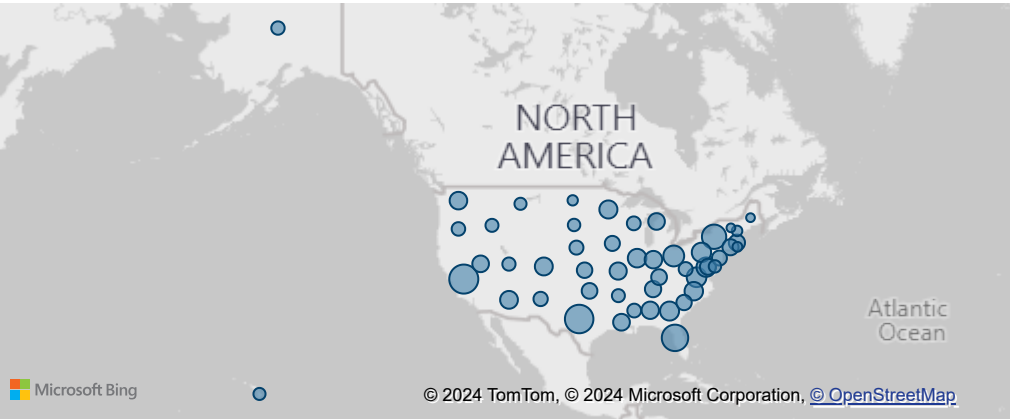 NORTH
AMERICA
Atlantic
Ocean
Microsoft Bing
© 2024 TomTom, © 2024 Microsoft Corporation, © OpenStreetMap